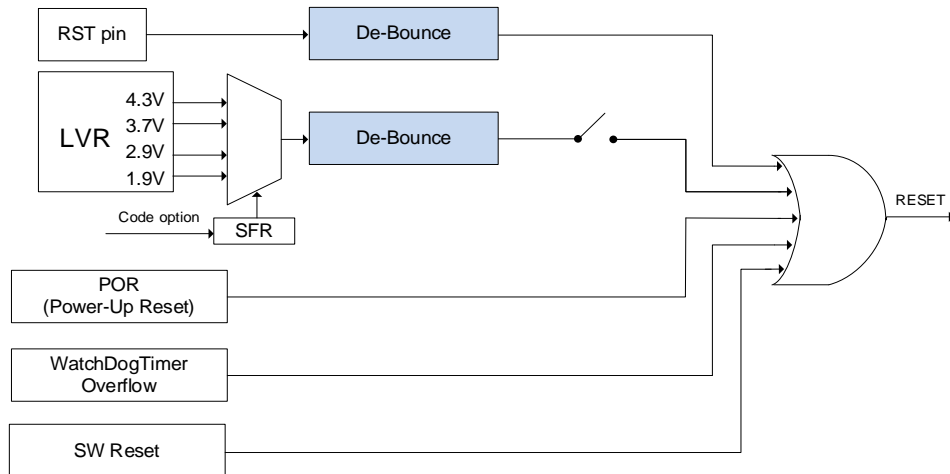 RST pin
De-Bounce
LVR
4.3V
3.7V
2.9V
1.9V
De-Bounce
Code option
SFR
RESET
POR
(Power-Up Reset)
WatchDogTimer
Overflow
SW Reset